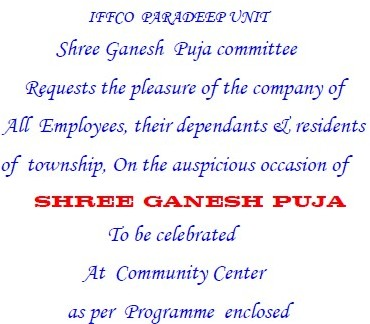 IFFCO PARADEEP UNIT
Shree Ganesh Puja committee
Requests the pleasure of the company of
All Employees, their dependants & residents
of township, On the auspicious occasion of
SHREE GANESH PUJA
To be celebrated
At Community Center
as per Programme enclosed